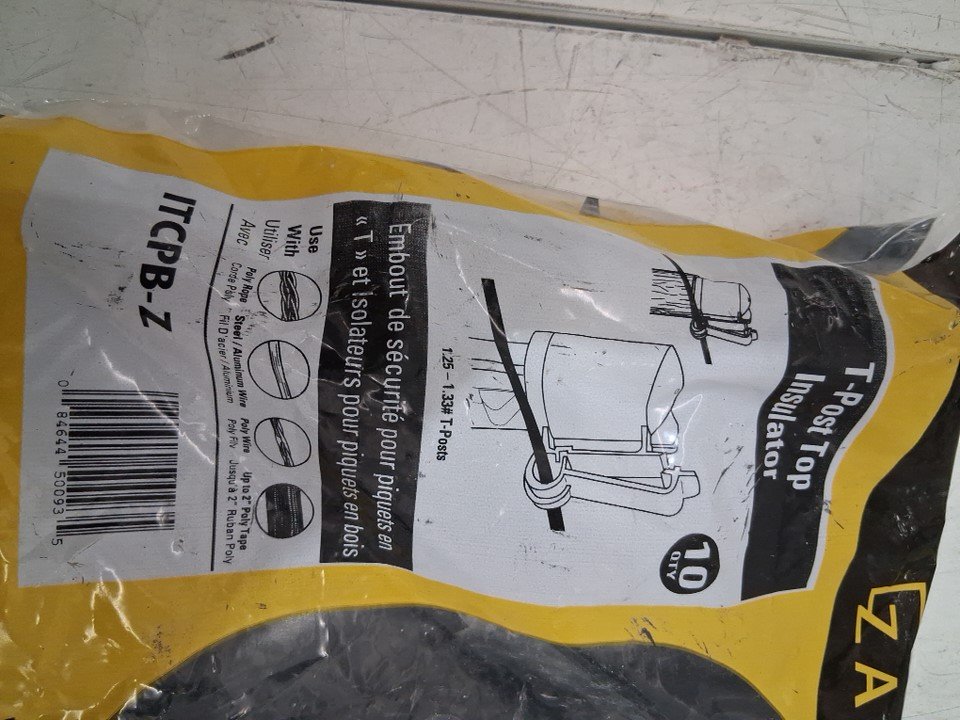 ZA
T-Post Top
Insulator
10
QTY
1.25 – 1.33# T-Posts
Embout de sécurité pour piquets en
« T » et isolateurs pour piquets en bois
Use
With
Utiliser
Avec
Poly Rope
Corde Poly
Steel / Aluminum Wire
Fil D'acier / Aluminium
Poly Wire
Poly Fil
Up to 2" Poly Tape
Jusqu'à 2" Ruban Poly
ITCPB-Z
0 84644 50093 5